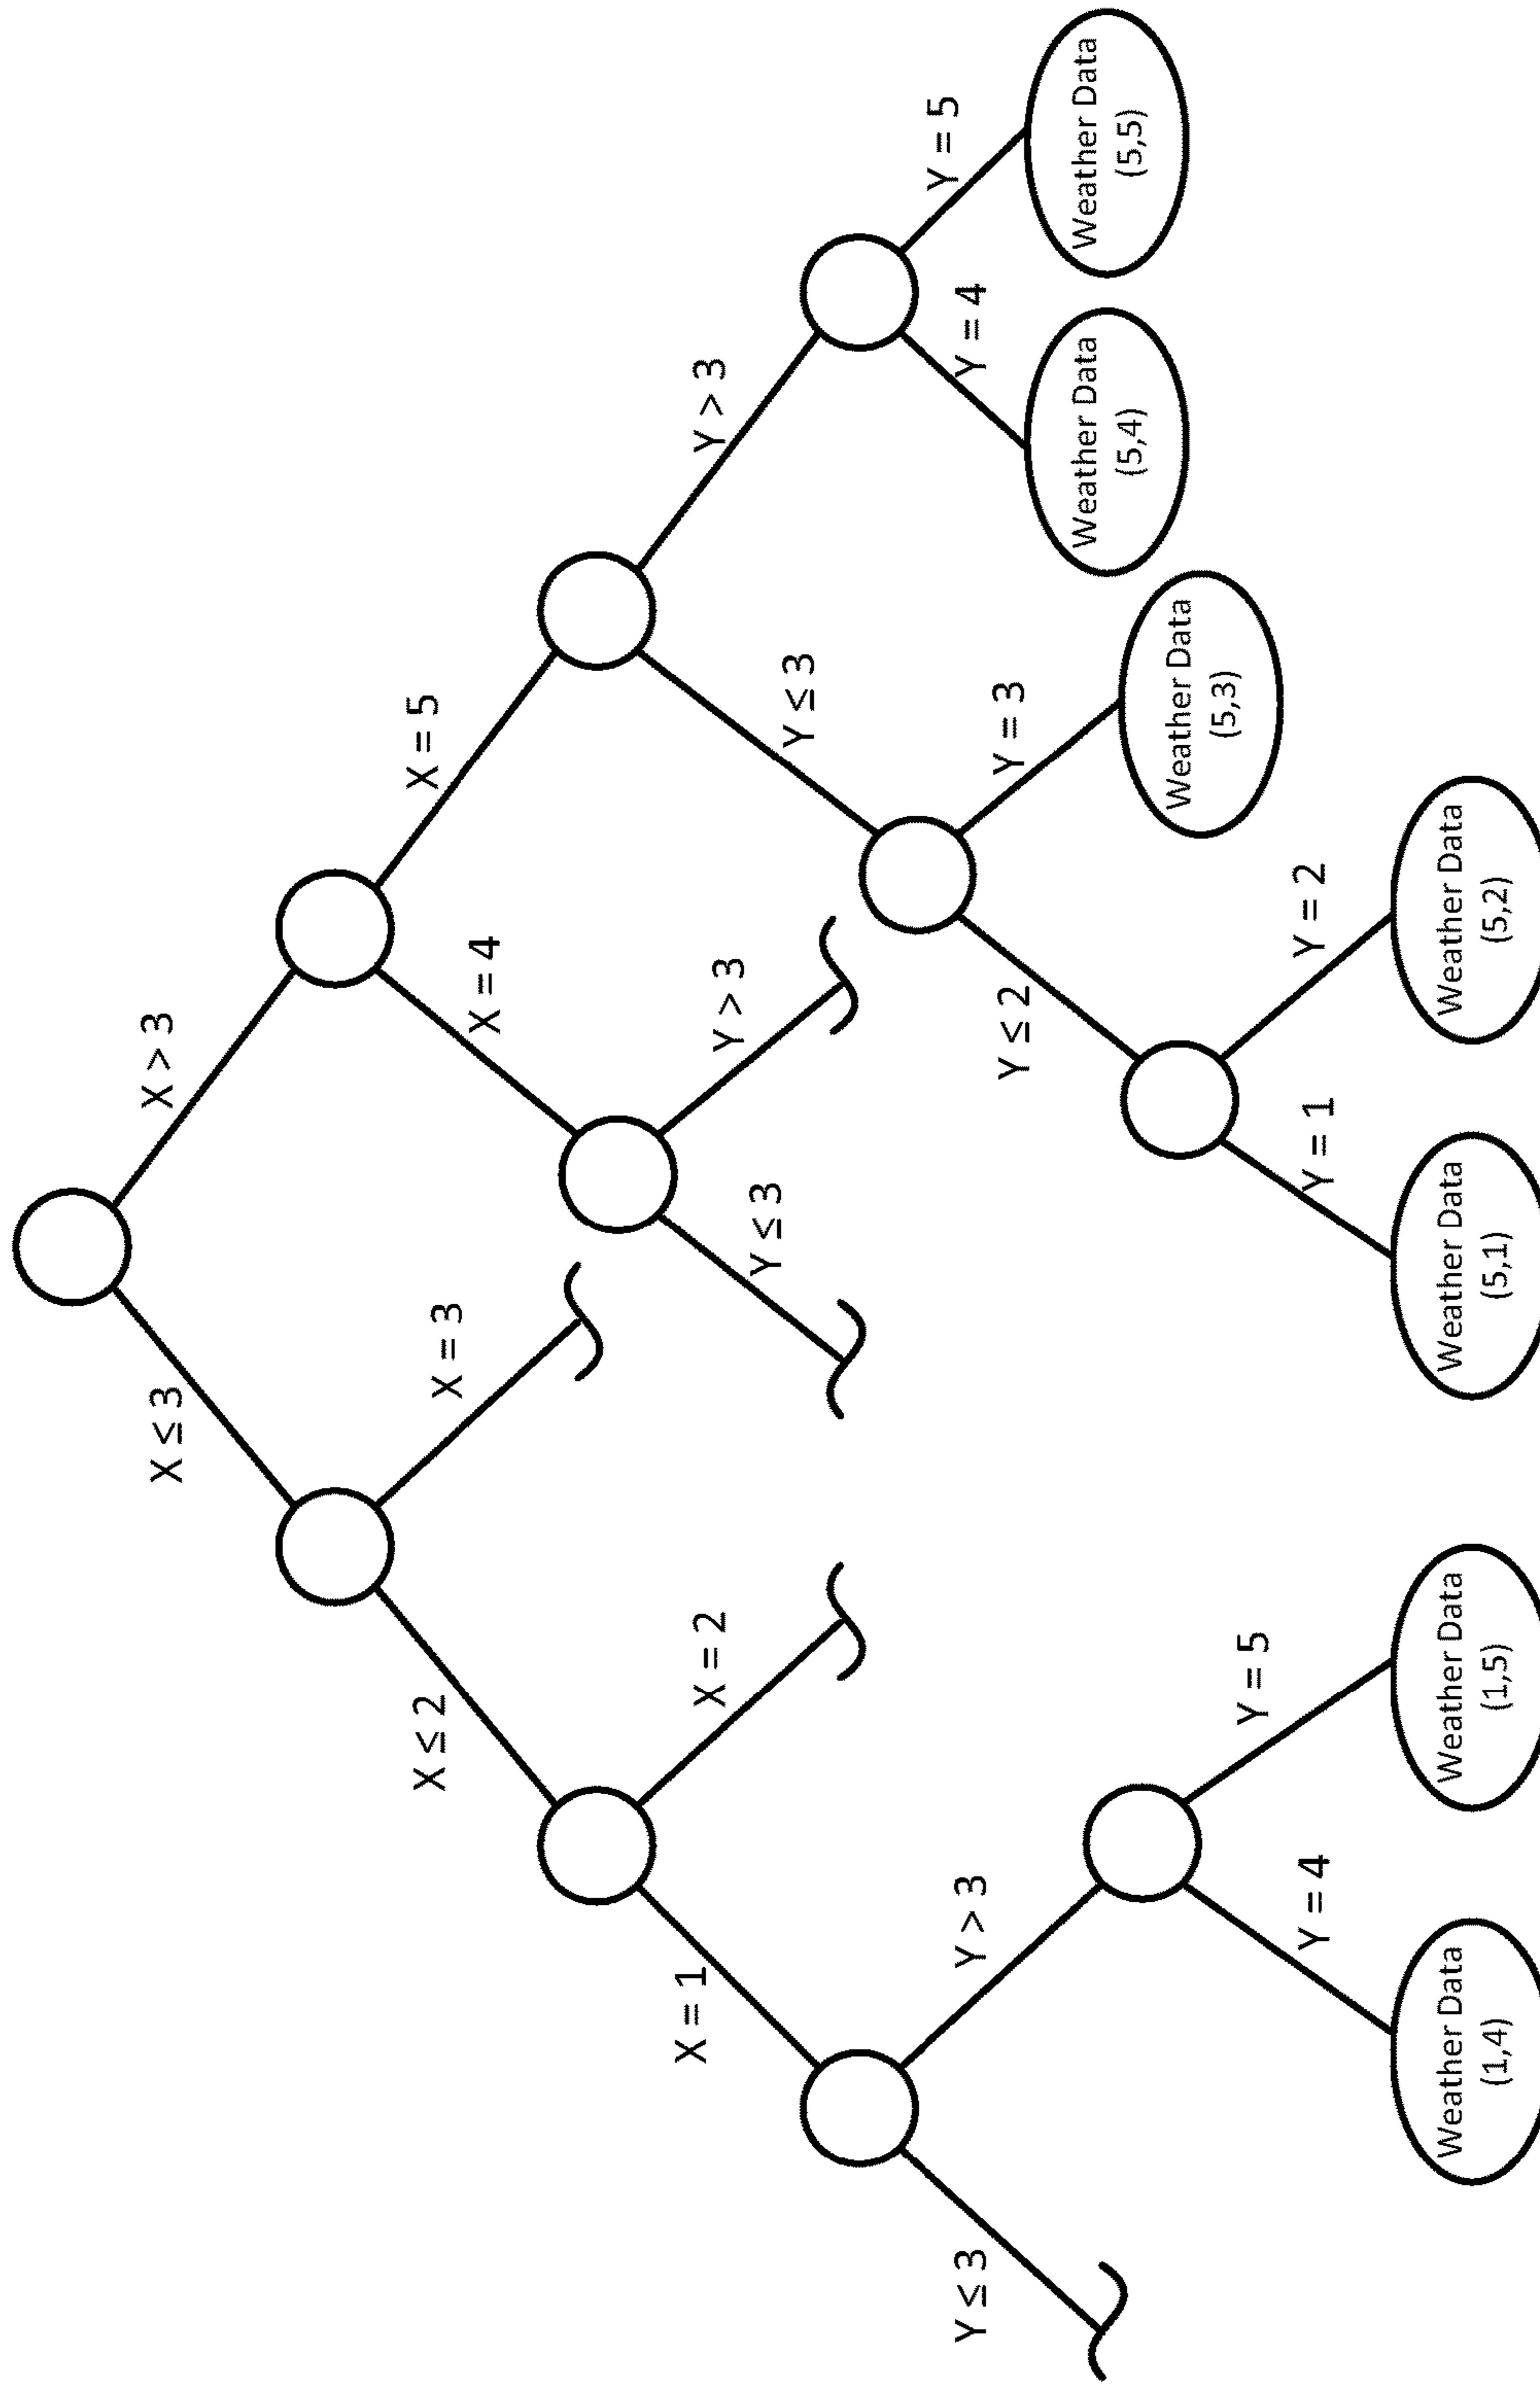 X ≤ 3
X > 3
X ≤ 2
X = 3
X = 4
X = 5
X = 1
X = 2
Y ≤ 3
Y > 3
Y ≤ 3
Y > 3
Y ≤ 3
Y > 3
Y ≤ 2
Y = 3
Y = 4
Y = 5
Y = 4
Y = 5
Y = 1
Y = 2
Weather Data
(5,4)
Weather Data
(5,5)
Weather Data
(5,3)
Weather Data
(1,4)
Weather Data
(1,5)
Weather Data
(5,1)
Weather Data
(5,2)